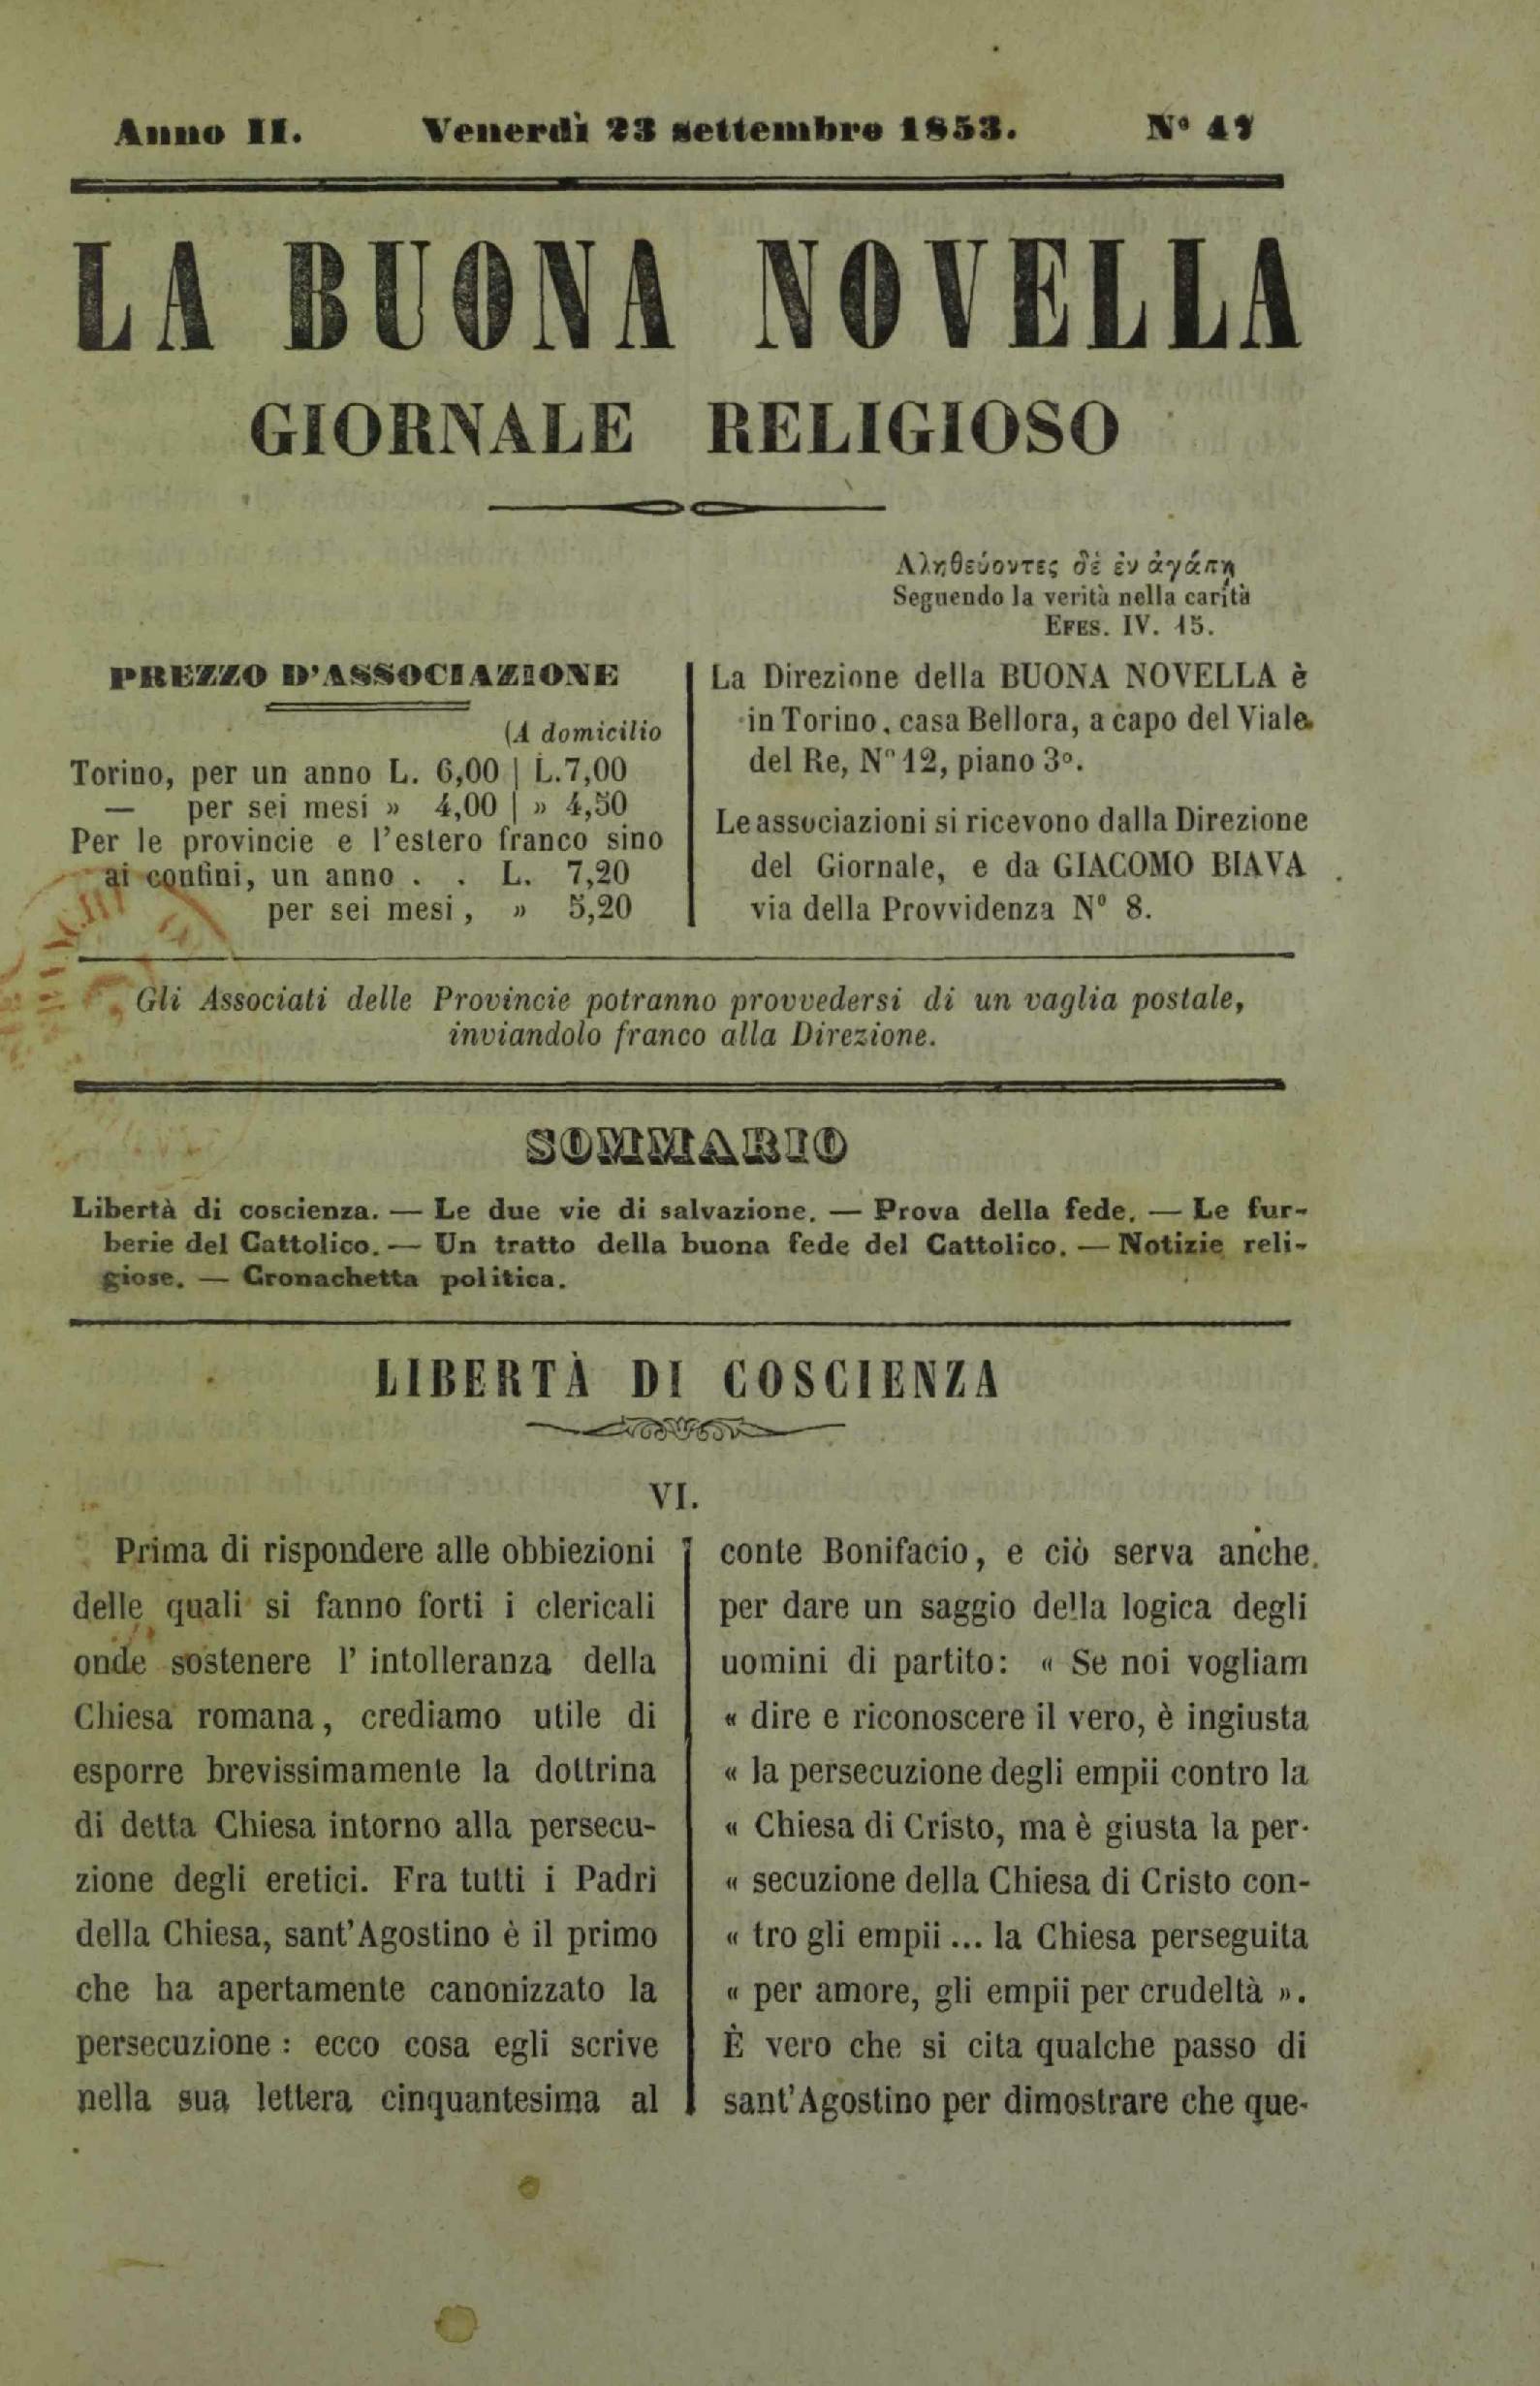 Anno II. Venerdì 23 settembre 1853. N° 47
LA BUONA NOVELLA
GIORNALE RELIGIOSO
Αληθεύοντες δὲ ἐν ἀγάπη
Seguendo la verità nella carità
EFES. IV. 15.
PREZZO D'ASSOCIAZIONE
(A domicilio
Torino, per un anno L. 6,00 | L.7,00
— per sei mesi » 4,00 | » 4,50
Per le provincie e l'estero franco sino
ai confini, un anno . . L. 7,20
per sei mesi, » 5,20
La Direzione della BUONA NOVELLA è
in Torino, casa Bellora, a capo del Viale
del Re, N° 12, piano 3°.
Le associazioni si ricevono dalla Direzione
del Giornale, e da GIACOMO BIAVA
via della Provvidenza N° 8.
Gli Associati delle Provincie potranno provvedersi di un vaglia postale,
inviandolo franco alla Direzione.
SOMMARIO
Libertà di coscienza. — Le due vie di salvazione. — Prova della fede. — Le fur-
berie del Cattolico. — Un tratto della buona fede del Cattolico. — Notizie reli-
giose. — Cronachetta politica.
LIBERTÀ DI COSCIENZA
VI.
Prima di rispondere alle obbiezioni
delle quali si fanno forti i clericali
onde sostenere l' intolleranza della
Chiesa romana, crediamo utile di
esporre brevissimamente la dottrina
di detta Chiesa intorno alla persecu-
zione degli eretici. Fra tutti i Padri
della Chiesa, sant'Agostino è il primo
che ha apertamente canonizzato la
persecuzione : ecco cosa egli scrive
nella sua lettera cinquantesima al
conte Bonifacio, e ciò serva anche
per dare un saggio della logica degli
uomini di partito: « Se noi vogliam
« dire e riconoscere il vero, è ingiusta
« la persecuzione degli empii contro la
« Chiesa di Cristo, ma è giusta la per-
« secuzione della Chiesa di Cristo con-
« tro gli empii ... la Chiesa perseguita
« per amore, gli empii per crudeltà ».
È vero che si cita qualche passo di
sant'Agostino per dimostrare che que-